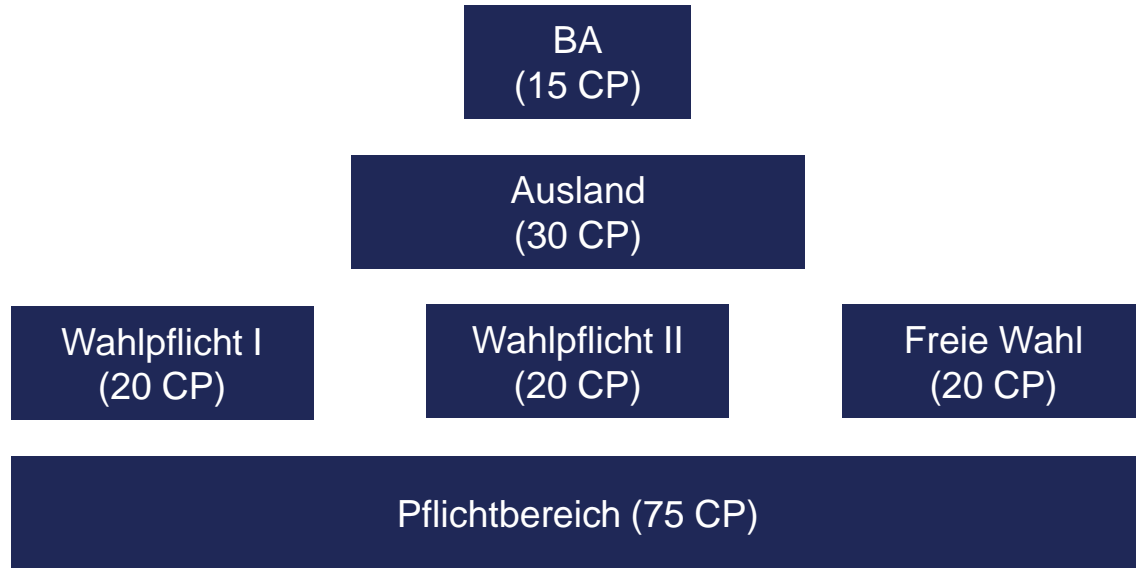 BA
(15 CP)
Ausland
(30 CP)
Wahlpflicht I
(20 CP)
Wahlpflicht II
(20 CP)
Freie Wahl
(20 CP)
Pflichtbereich (75 CP)